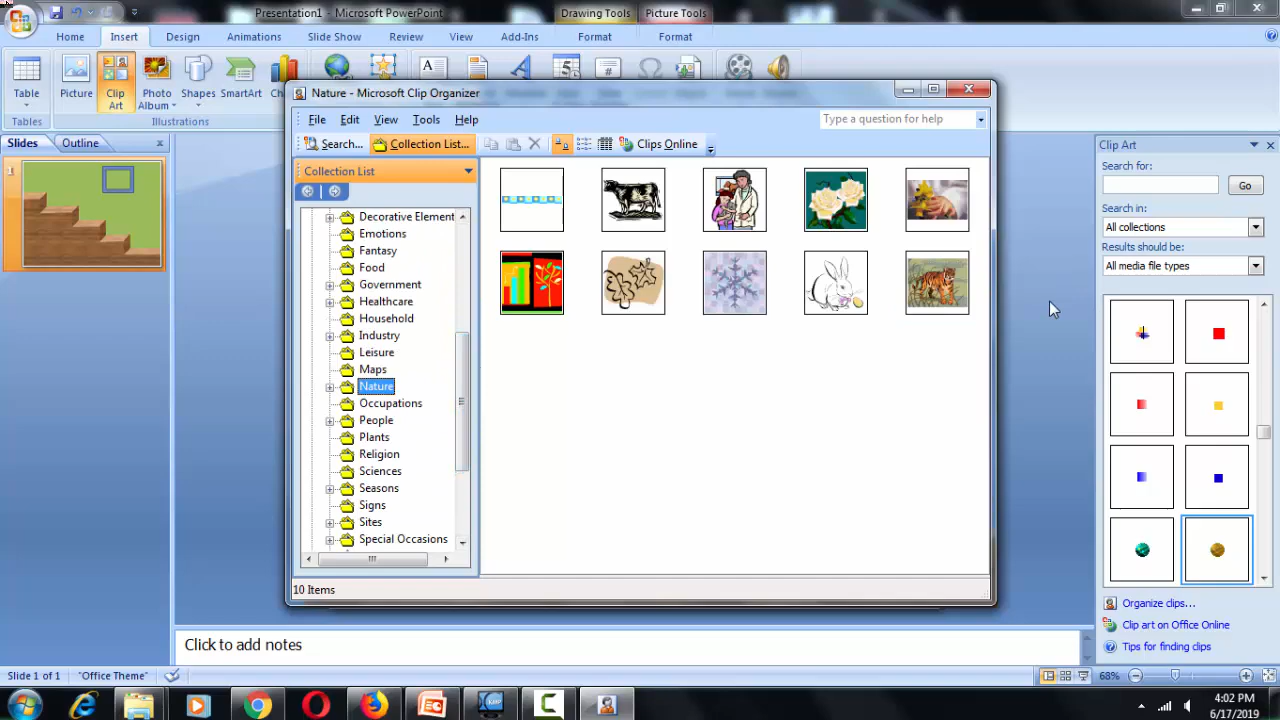 Presentation1 - Microsoft PowerPoint
Drawing Tools
Picture Tools
Home
Insert
Design
Animations
Slide Show
Review
View
Add-Ins
Format
Format
Table
Picture
Clip
Art
Photo
Album
Shapes
SmartArt
Tables
Illustrations
Nature - Microsoft Clip Organizer
File
Edit
View
Tools
Help
Type a question for help
Search...
Collection List...
Clips Online
Collection List
Decorative Element
Emotions
Fantasy
Food
Government
Healthcare
Household
Industry
Leisure
Maps
Nature
Occupations
People
Plants
Religion
Sciences
Seasons
Signs
Sites
Special Occasions
10 Items
Slides
Outline
1
Clip Art
Search for:
Go
Search in:
All collections
Results should be:
All media file types
Organize clips...
Clip art on Office Online
Tips for finding clips
Click to add notes
Slide 1 of 1
"Office Theme"
68%
4:02 PM
6/17/2019